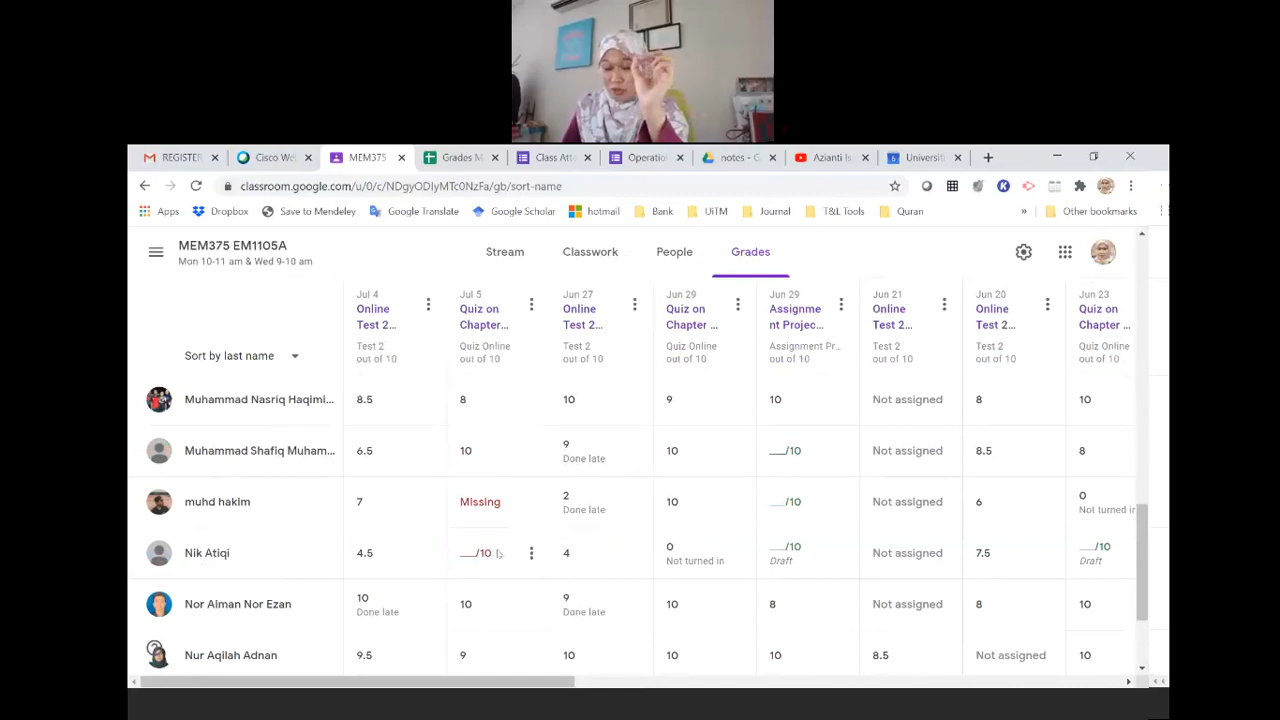 REGISTER
Cisco We
MEM375
Grades M
Class Att
Operation
notes - G
Azianti Is
Universiti
classroom.google.com/u/0/c/NDgyODIyMTc0NzFa/gb/sort-name
Apps Dropbox Save to Mendeley Google Translate Google Scholar hotmail Bank UiTM Journal T&L Tools Quran » Other bookmarks
MEM375 EM1105A
Mon 10-11 am & Wed 9-10 am
Stream Classwork People Grades
Jul 4 Jul 5 Jun 27 Jun 29 Jun 29 Jun 21 Jun 20 Jun 23
Online Quiz on Online Quiz on Assignme Online Online Quiz on
Test 2... Chapter... Test 2... Chapter ... nt Projec... Test 2... Test 2... Chapter ...
Test 2 Quiz Online Test 2 Quiz Online Assignment Pr... Test 2 Test 2 Quiz Online
out of 10 out of 10 out of 10 out of 10 out of 10 out of 10 out of 10 out of 10
Sort by last name
Muhammad Nasriq Haqimi... 8.5 8 10 9 10 Not assigned 8 10
Muhammad Shafiq Muham... 6.5 10 9 10 ___/10 Not assigned 8.5 8
Done late
muhd hakim 7 Missing 2 10 ___/10 Not assigned 6 0
Done late Not turned in
Nik Atiqi 4.5 ___/10 4 0 ___/10 Not assigned 7.5 ___/10
Not turned in Draft Draft
Nor Aiman Nor Ezan 10 10 9 10 8 Not assigned 8 10
Done late Done late
Nur Aqilah Adnan 9.5 9 10 10 10 8.5 Not assigned 10